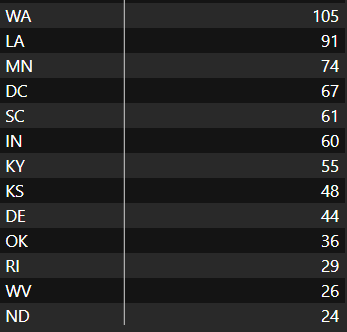 WA 105
LA 91
MN 74
DC 67
SC 61
IN 60
KY 55
KS 48
DE 44
OK 36
RI 29
WV 26
ND 24